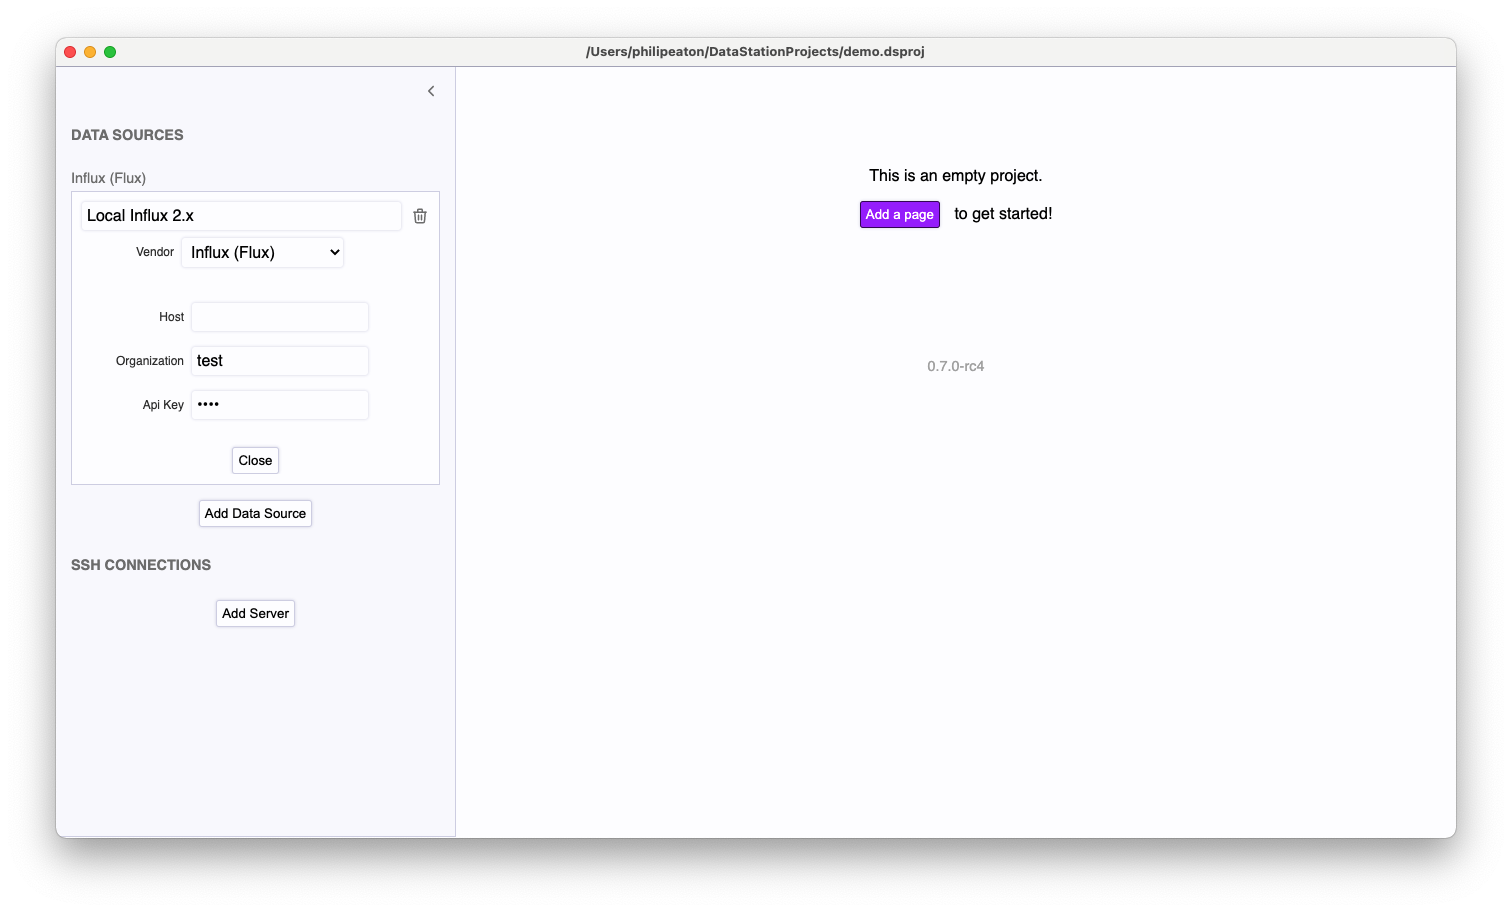 /Users/philipeaton/DataStationProjects/demo.dsproj
DATA SOURCES
Influx (Flux)
Local Influx 2.x
Vendor Influx (Flux)
Host
Organization test
Api Key ••••
Close
Add Data Source
SSH CONNECTIONS
Add Server
This is an empty project.
Add a page to get started!
0.7.0-rc4